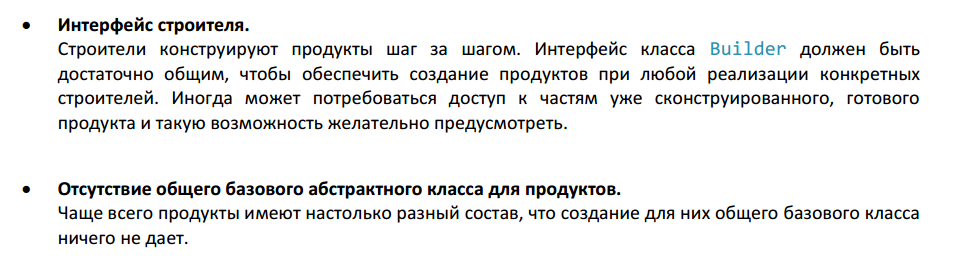 • Интерфейс строителя.
Строители конструируют продукты шаг за шагом. Интерфейс класса Builder должен быть
достаточно общим, чтобы обеспечить создание продуктов при любой реализации конкретных
строителей. Иногда может потребоваться доступ к частям уже сконструированного, готового
продукта и такую возможность желательно предусмотреть.
• Отсутствие общего базового абстрактного класса для продуктов.
Чаще всего продукты имеют настолько разный состав, что создание для них общего базового класса
ничего не дает.